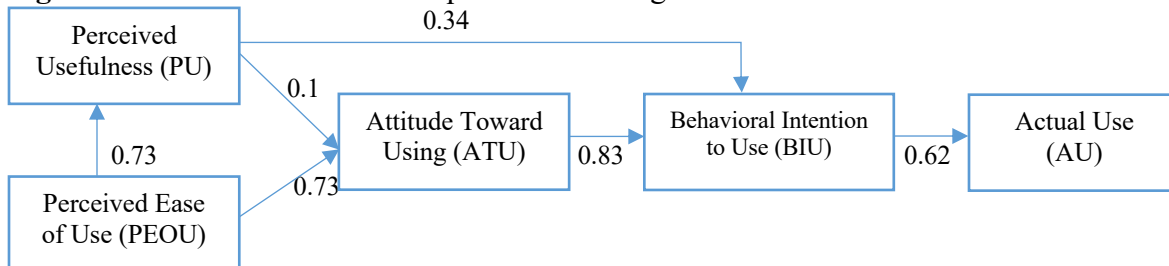 0.34
Perceived
Usefulness (PU)
0.1
Attitude Toward
Using (ATU)
Behavioral Intention
to Use (BIU)
Actual Use
(AU)
0.73
0.83
0.62
0.73
Perceived Ease
of Use (PEOU)